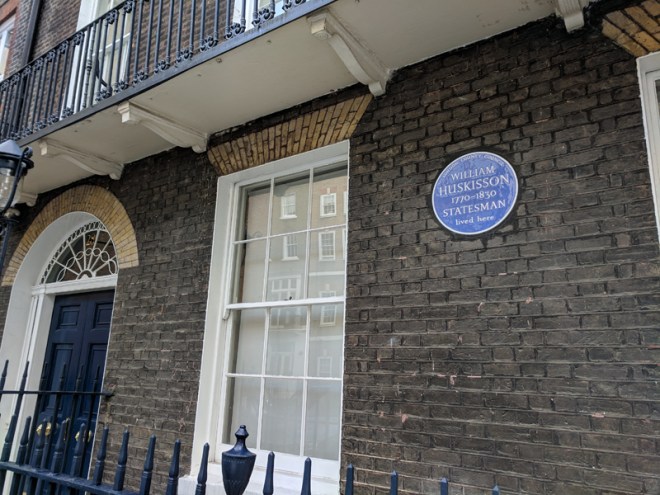 WILLIAM
HUSKISSON
1770-1830
STATESMAN
lived here